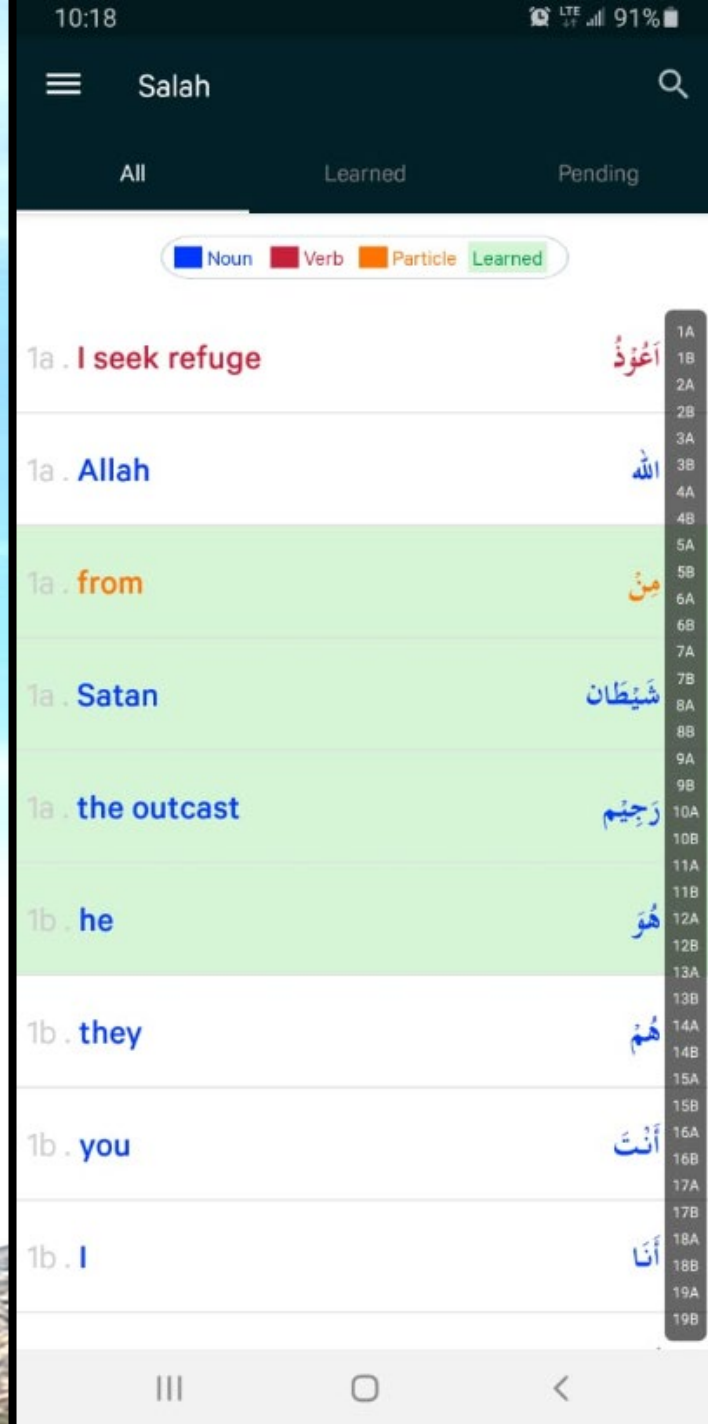 10:18 LTE 91%
Salah
All Learned Pending
Noun Verb Particle Learned
1a . I seek refuge اَعُوْذُ
1a . Allah الله
1a . from مِنْ
1a . Satan شَيْطَان
1a . the outcast رَجِيْم
1b . he هُوَ
1b . they هُمْ
1b . you أَنْتَ
1b . I أَنَا
1A
1B
2A
2B
3A
3B
4A
4B
5A
5B
6A
6B
7A
7B
8A
8B
9A
9B
10A
10B
11A
11B
12A
12B
13A
13B
14A
14B
15A
15B
16A
16B
17A
17B
18A
18B
19A
19B